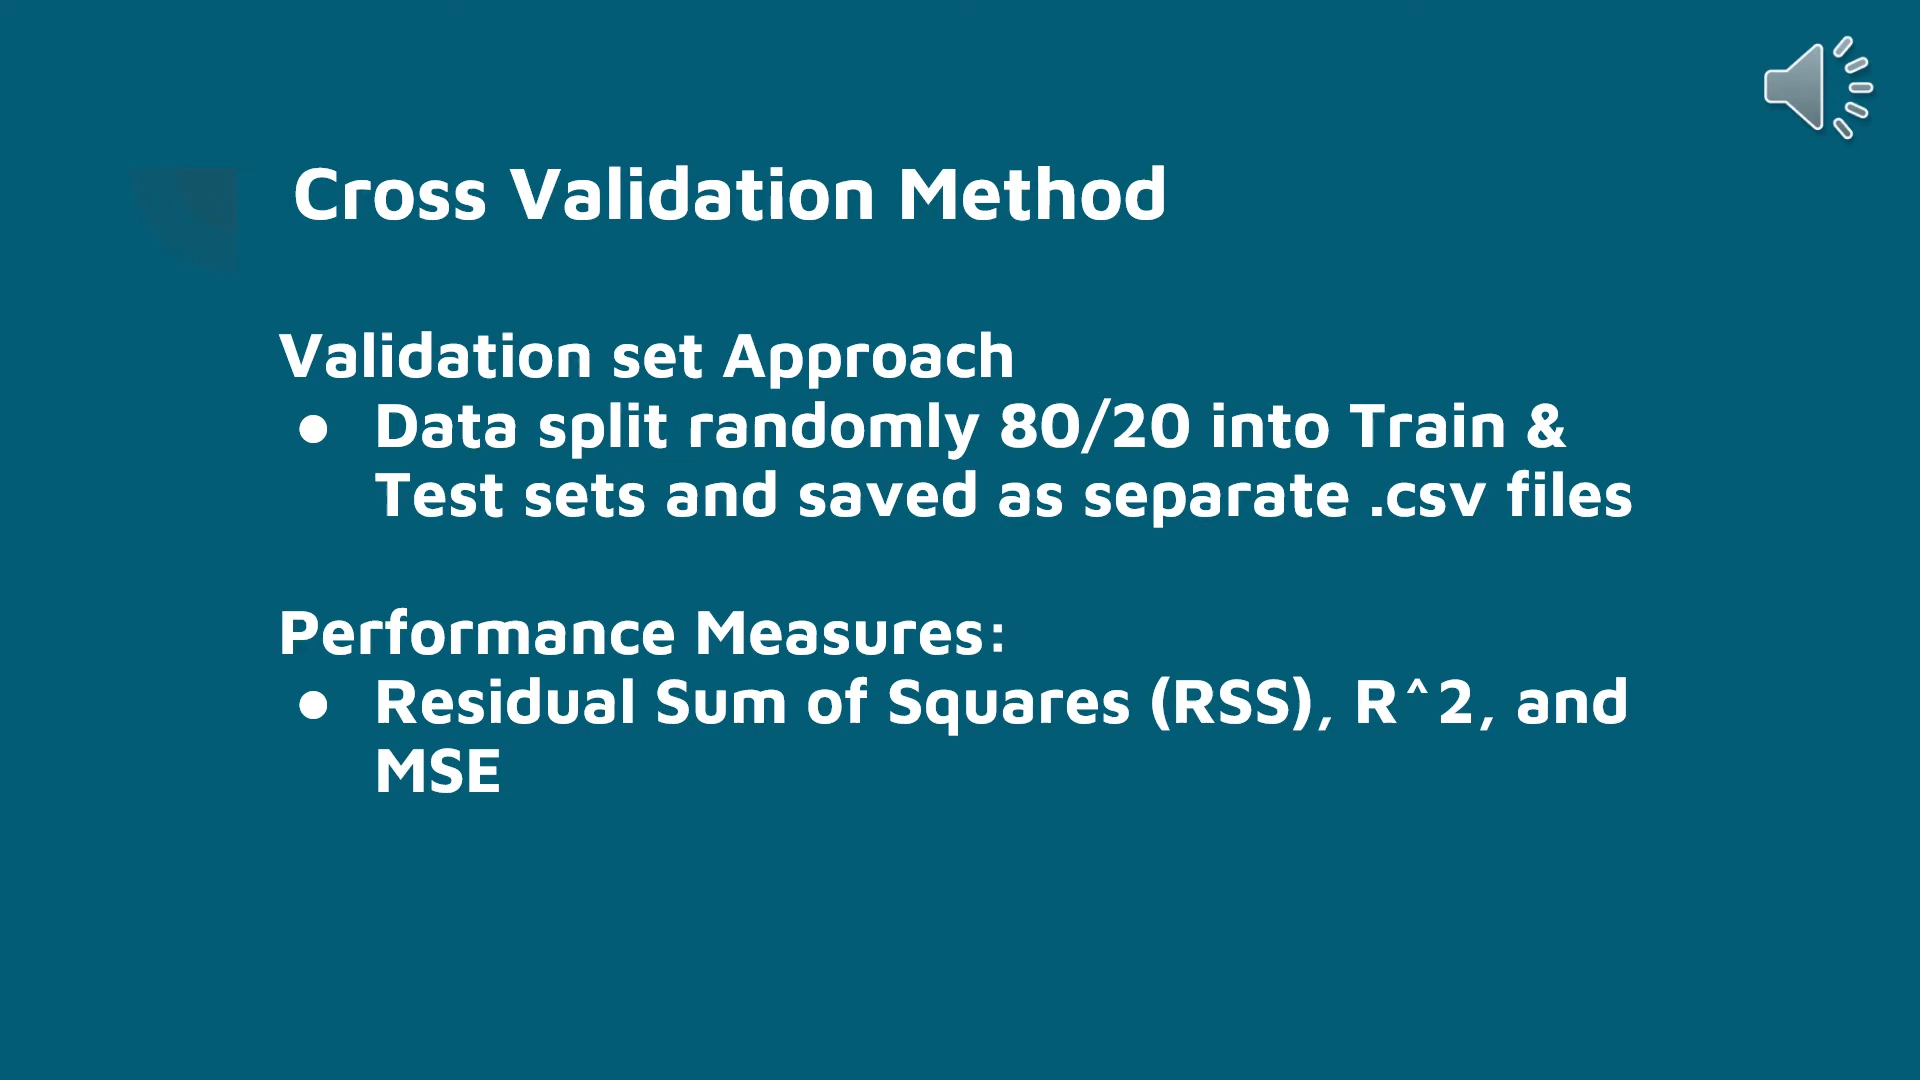 Cross Validation Method
Validation set Approach
● Data split randomly 80/20 into Train &
Test sets and saved as separate .csv files
Performance Measures:
● Residual Sum of Squares (RSS), R^2, and
MSE